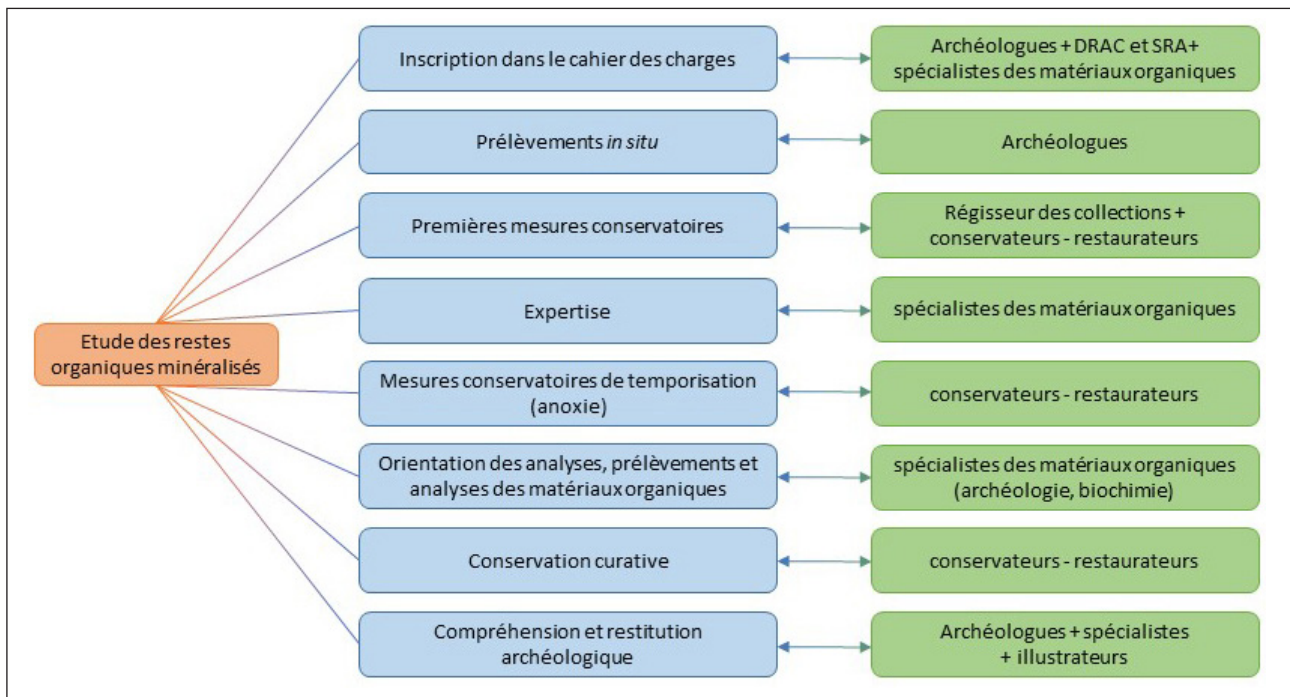 Inscription dans le cahier des charges
Archéologues + DRAC et SRA+
spécialistes des matériaux organiques
Prélèvements in situ
Archéologues
Premières mesures conservatoires
Régisseur des collections +
conservateurs - restaurateurs
Expertise
spécialistes des matériaux organiques
Etude des restes
organiques minéralisés
Mesures conservatoires de temporisation
(anoxie)
conservateurs - restaurateurs
Orientation des analyses, prélèvements et
analyses des matériaux organiques
spécialistes des matériaux organiques
(archéologie, biochimie)
Conservation curative
conservateurs - restaurateurs
Compréhension et restitution
archéologique
Archéologues + spécialistes
+ illustrateurs